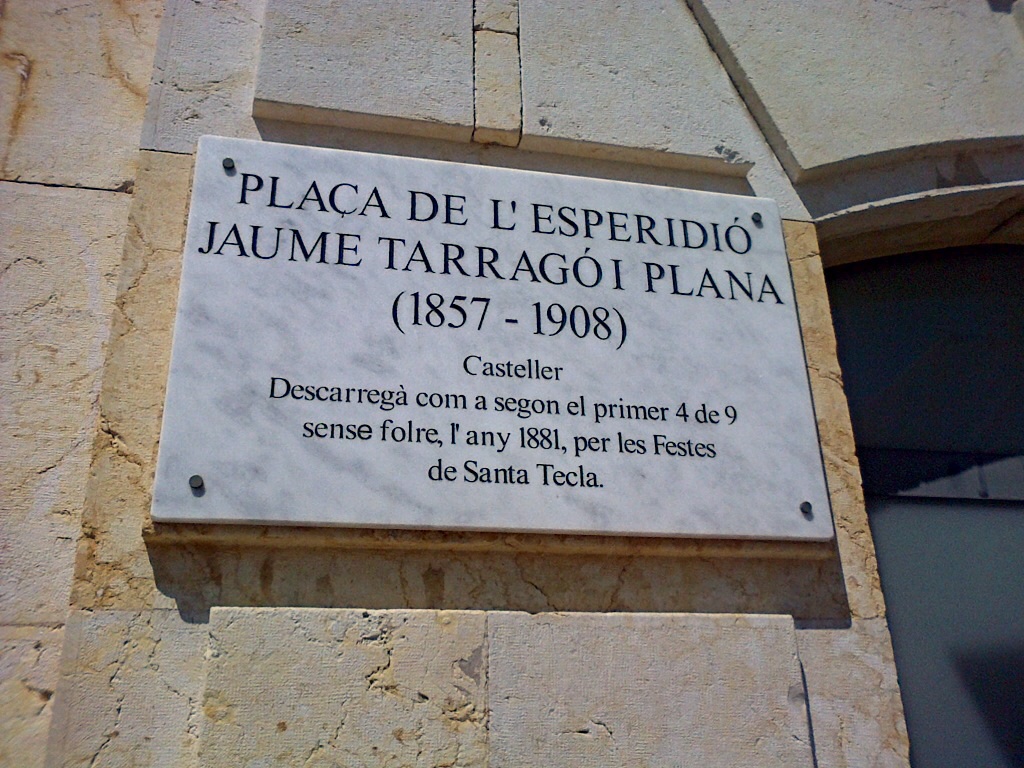 PLAÇA DE L'ESPERIDIÓ
JAUME TARRAGÓ I PLANA
(1857 - 1908)
Casteller
Descarregà com a segon el primer 4 de 9
sense folre, l'any 1881, per les Festes
de Santa Tecla.